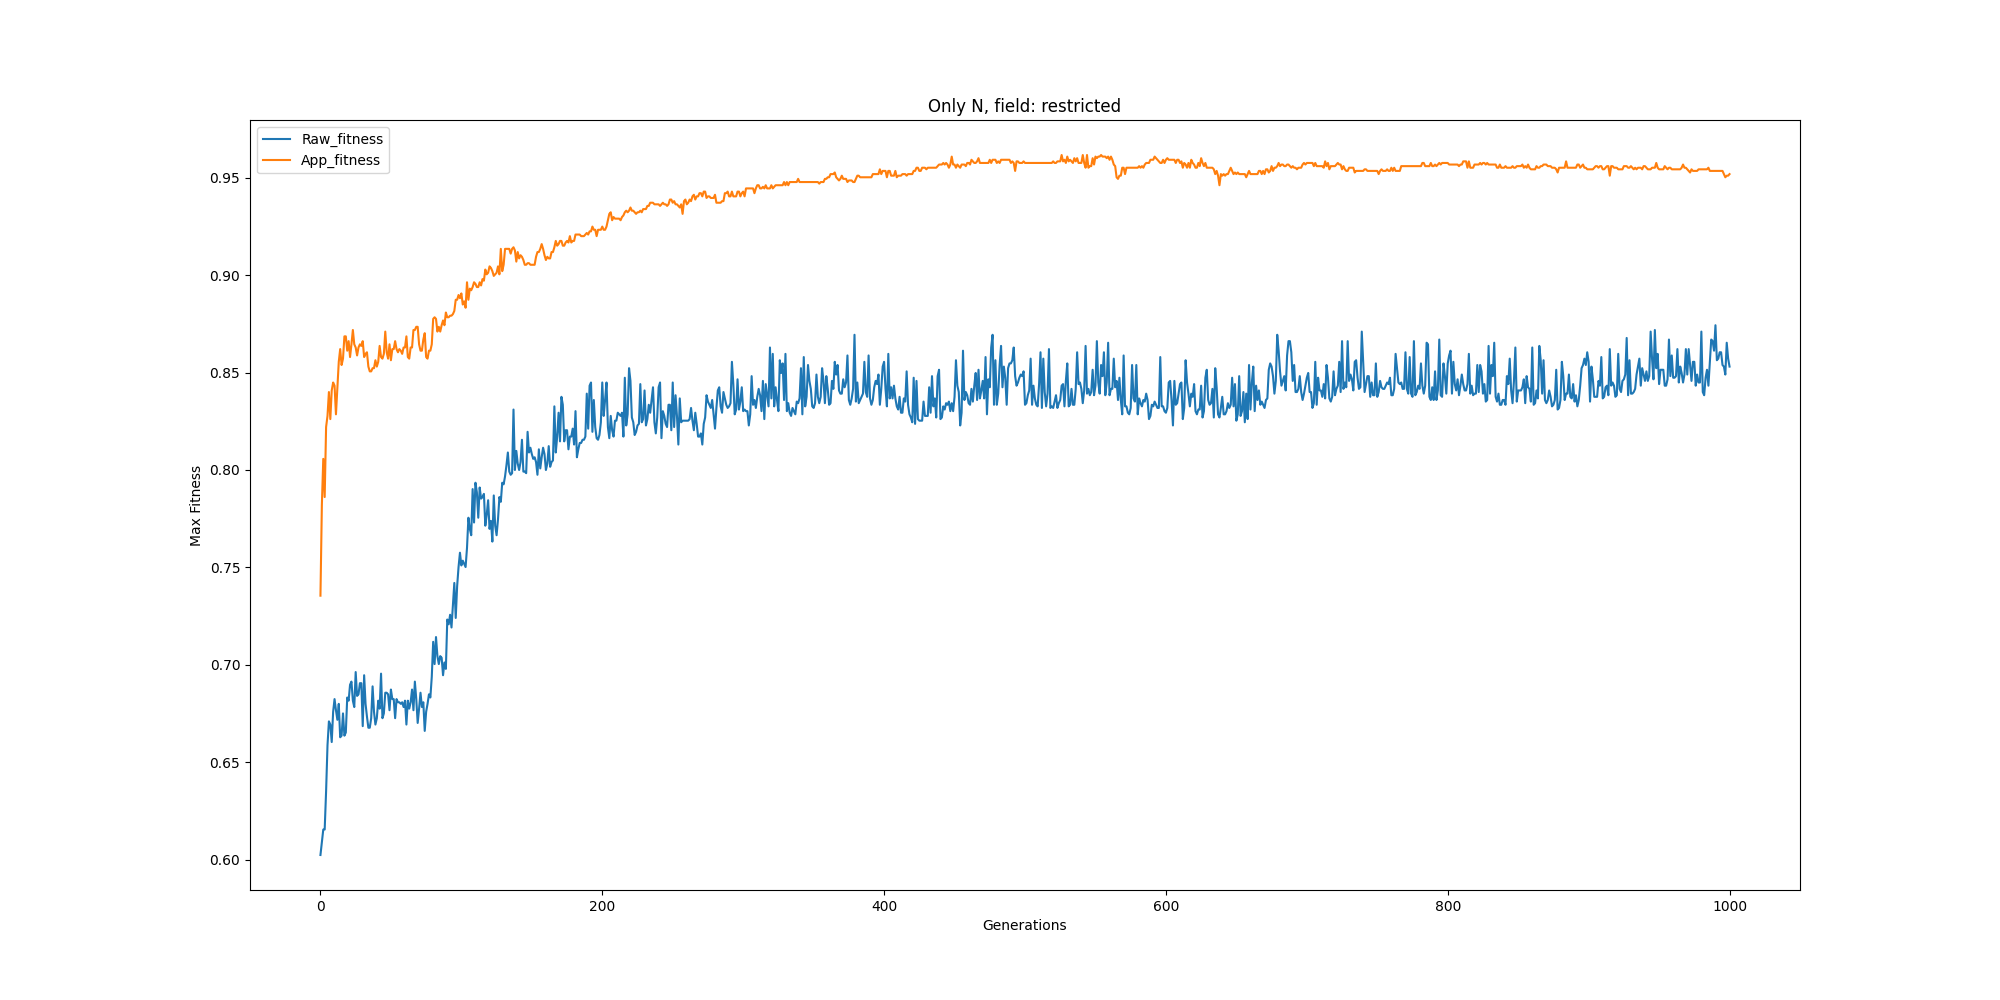 Only N, field: restricted
Raw_fitness
App_fitness
0.95
0.90
0.85
0.80
0.75
0.70
0.65
0.60
Max Fitness
0 200 400 600 800 1000
Generations